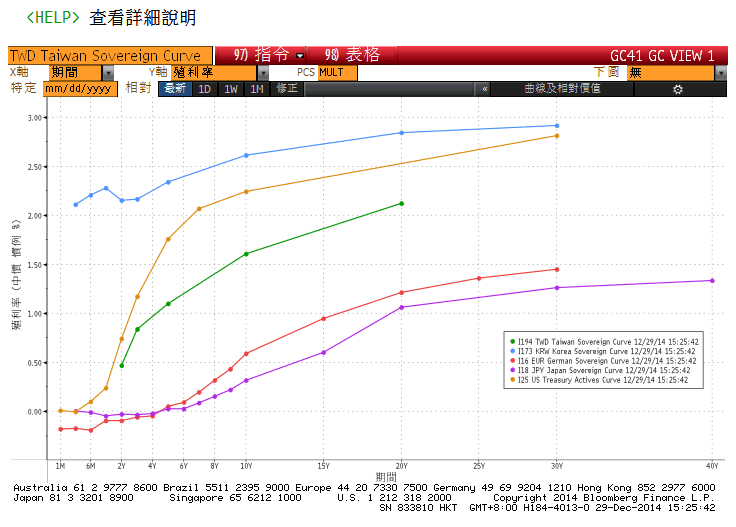 <HELP> 查看詳細說明
TWD Taiwan Sovereign Curve 97) 指令 98) 表格 GC41 GC VIEW 1
X軸 期間 Y軸 殖利率 PCS MULT 下圖 無
特定 mm/dd/yyyy 相對 最新 1D 1W 1M 修正 « 曲線及相對價值
3.00
2.50
2.00
1.50
1.00
0.50
0.00
殖利率 (中價 慣例 %)
I194 TWD Taiwan Sovereign Curve 12/29/14 15:25:42
I173 KRW Korea Sovereign Curve 12/29/14 15:25:42
I16 EUR German Sovereign Curve 12/29/14 15:25:42
I18 JPY Japan Sovereign Curve 12/29/14 15:25:42
I25 US Treasury Actives Curve 12/29/14 15:25:42
1M 6M 2Y 4Y 6Y 8Y 10Y 15Y 20Y 25Y 30Y 40Y
期間
Australia 61 2 9777 8600 Brazil 5511 2395 9000 Europe 44 20 7330 7500 Germany 49 69 9204 1210 Hong Kong 852 2977 6000
Japan 81 3 3201 8900 Singapore 65 6212 1000 U.S. 1 212 318 2000 Copyright 2014 Bloomberg Finance L.P.
SN 833810 HKT GMT+8:00 H184-4013-0 29-Dec-2014 15:25:42